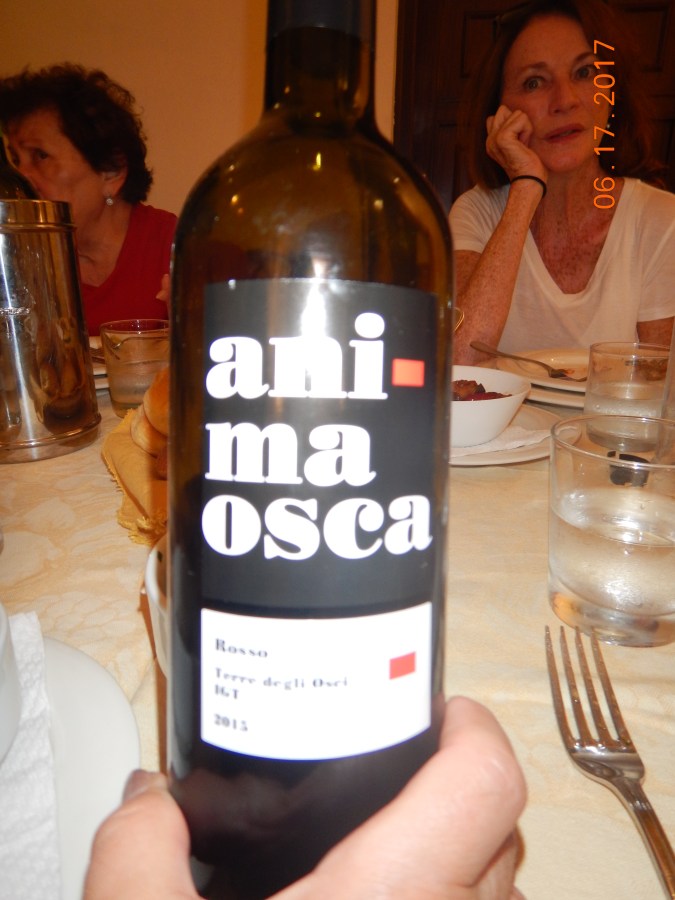 ani-
ma
osca
Rosso
Terre degli Osci
IGT
2015
06.17.2017